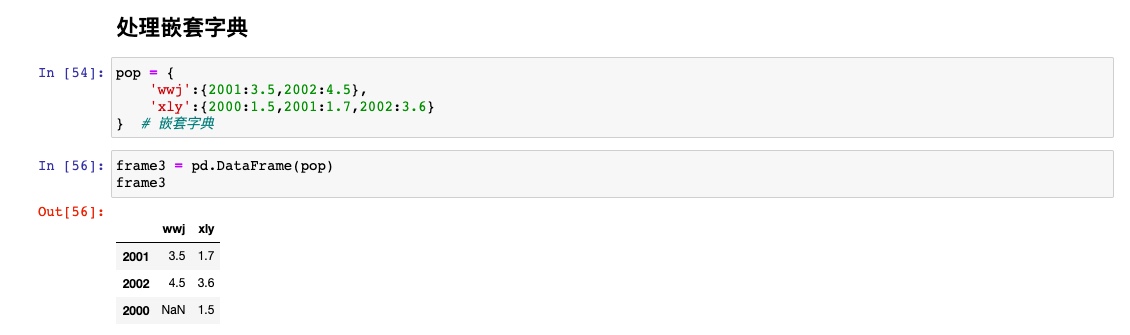 处理嵌套字典
In [54]: pop = {
'wwj':{2001:3.5,2002:4.5},
'xly':{2000:1.5,2001:1.7,2002:3.6}
}  # 嵌套字典
In [56]: frame3 = pd.DataFrame(pop)
frame3
Out[56]:
wwj xly
2001 3.5 1.7
2002 4.5 3.6
2000 NaN 1.5